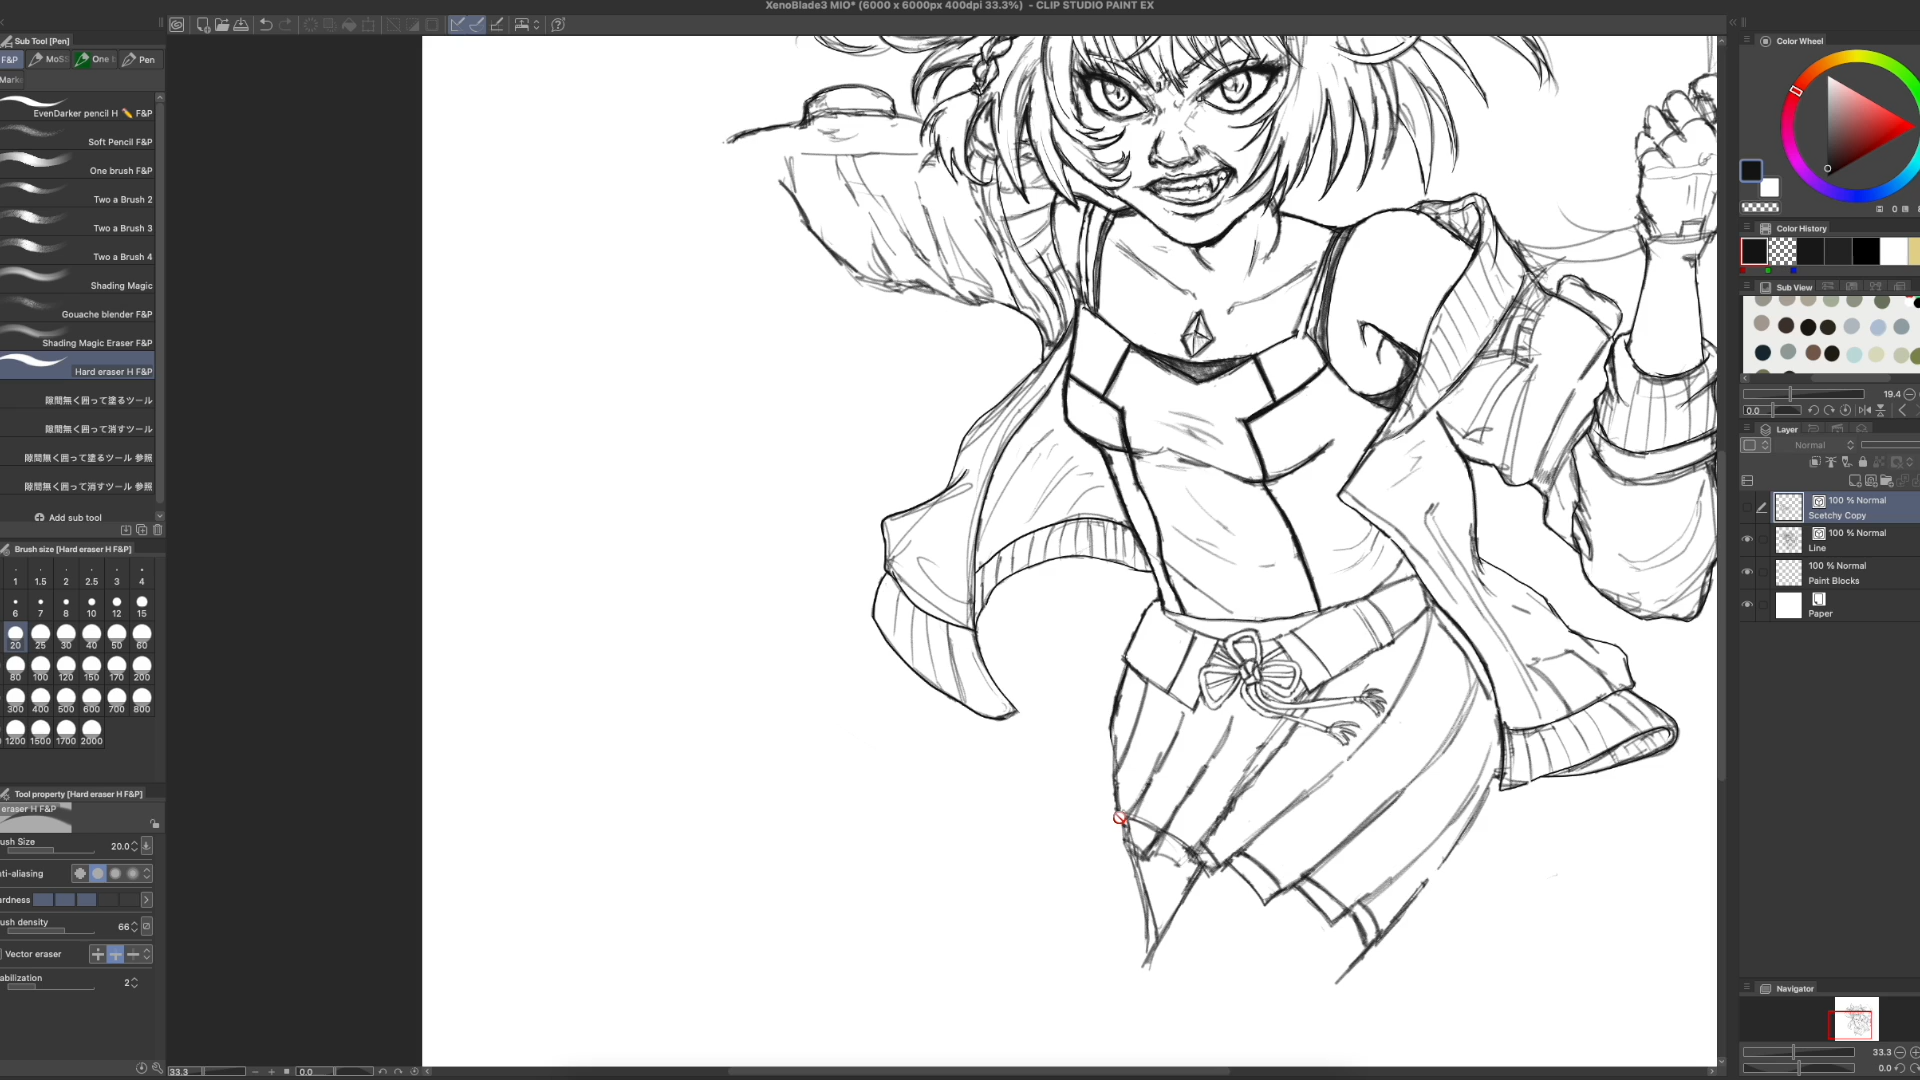 XenoBlade3 MIO* (6000 x 6000px 400dpi 33.3%) - CLIP STUDIO PAINT EX
Sub Tool [Pen]
F&P
MoS
One
Pen
Mark
EvenDarker pencil H ✏️ F&P
Soft Pencil F&P
One brush F&P
Two a Brush 2
Two a Brush 3
Two a Brush 4
Shading Magic
Gouache blender F&P
Shading Magic Eraser F&P
Hard eraser H F&P
隙間無く囲って塗るツール
隙間無く囲って消すツール
隙間無く囲って塗るツール 参照
隙間無く囲って消すツール 参照
Add sub tool
Brush size [Hard eraser H F&P]
1 1.5 2 2.5 3 4
6 7 8 10 12 15
20 25 30 40 50 60
80 100 120 150 170 200
300 400 500 600 700 800
1200 1500 1700 2000
Tool property [Hard eraser H F&P]
eraser H F&P
ush Size 20.0
ti-aliasing
ardness
ush density 66
Vector eraser
abilization 2
33.3
0.0
Color Wheel
0
0
Color History
Sub View
19.4
0.0
Layer
Normal
100 % Normal
Scetchy Copy
100 % Normal
Line
100 % Normal
Paint Blocks
Paper
Navigator
33.3
0.0